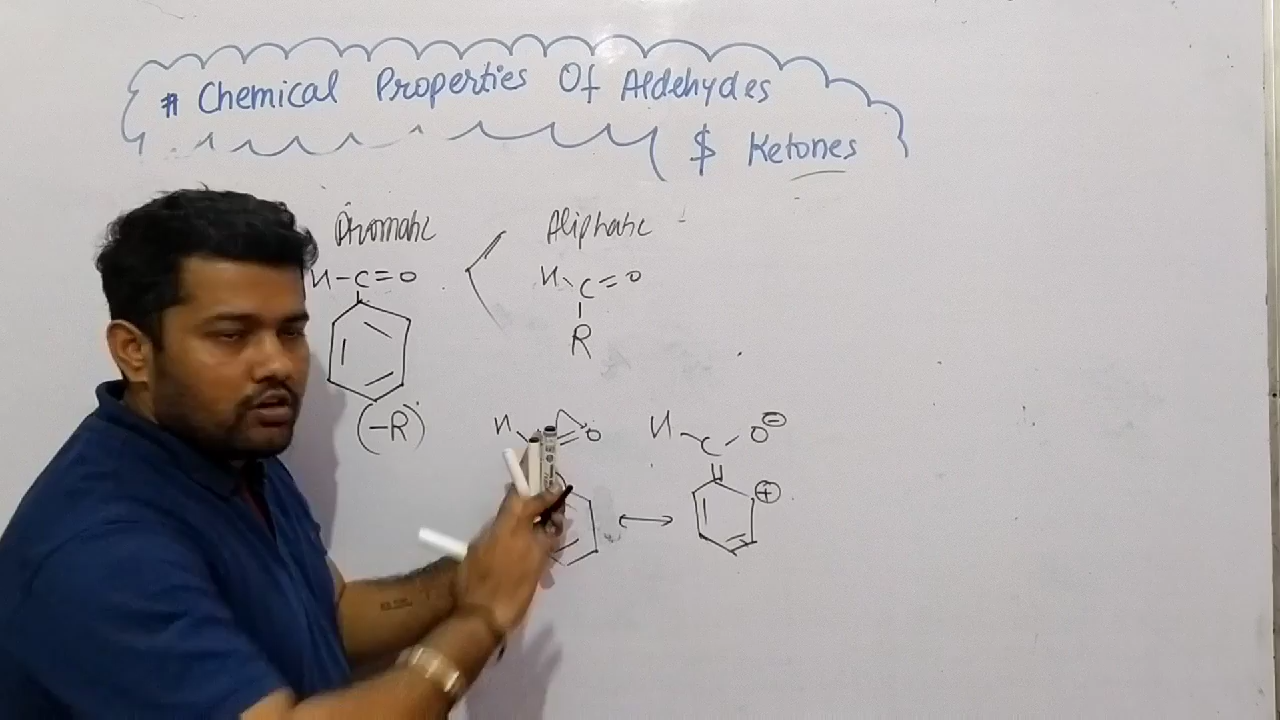 # Chemical Properties Of Aldehydes
$ Ketones
Aromatic < Aliphatic
H-C=O
H C=O
R
(-R)
H O
H C O⊖
⊕